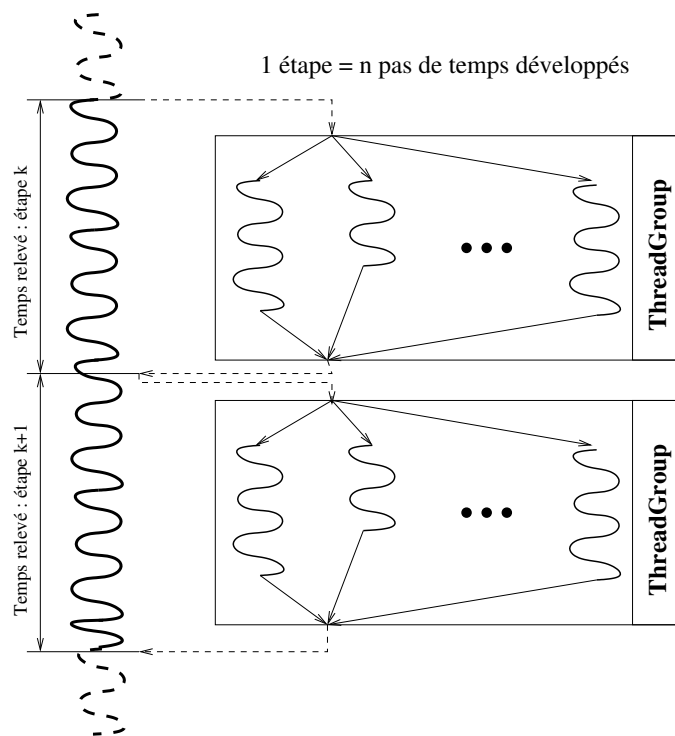 1 étape = n pas de temps développés
Temps relevé : étape k
ThreadGroup
Temps relevé : étape k+1
ThreadGroup